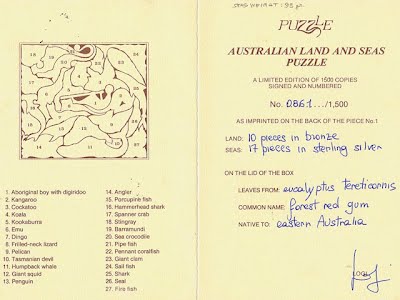 1. Aboriginal boy with digiridoo
2. Kangaroo
3. Cockatoo
4. Koala
5. Kookaburra
6. Emu
7. Dingo
8. Frilled-neck lizard
9. Pelican
10. Tasmanian devil
11. Humpback whale
12. Giant squid
13. Penguin
14. Angler
15. Porcupine fish
16. Hammerhead shark
17. Spanner crab
18. Stingray
19. Barramundi
20. Sea crocodile
21. Pipe fish
22. Pennant coralfish
23. Giant clam
24. Sail fish
25. Shark
26. Seal
27. Fire fish
PUZZLE
AUSTRALIAN LAND AND SEAS
PUZZLE
A LIMITED EDITION OF 1500 COPIES
SIGNED AND NUMBERED
No. 0861.../1,500
AS IMPRINTED ON THE BACK OF THE PIECE No.1
LAND: 10 pieces in bronze
SEAS: 17 pieces in sterling silver
ON THE LID OF THE BOX
LEAVES FROM: eucalyptus tereticornis
COMMON NAME: forest red gum
NATIVE TO: eastern Australia